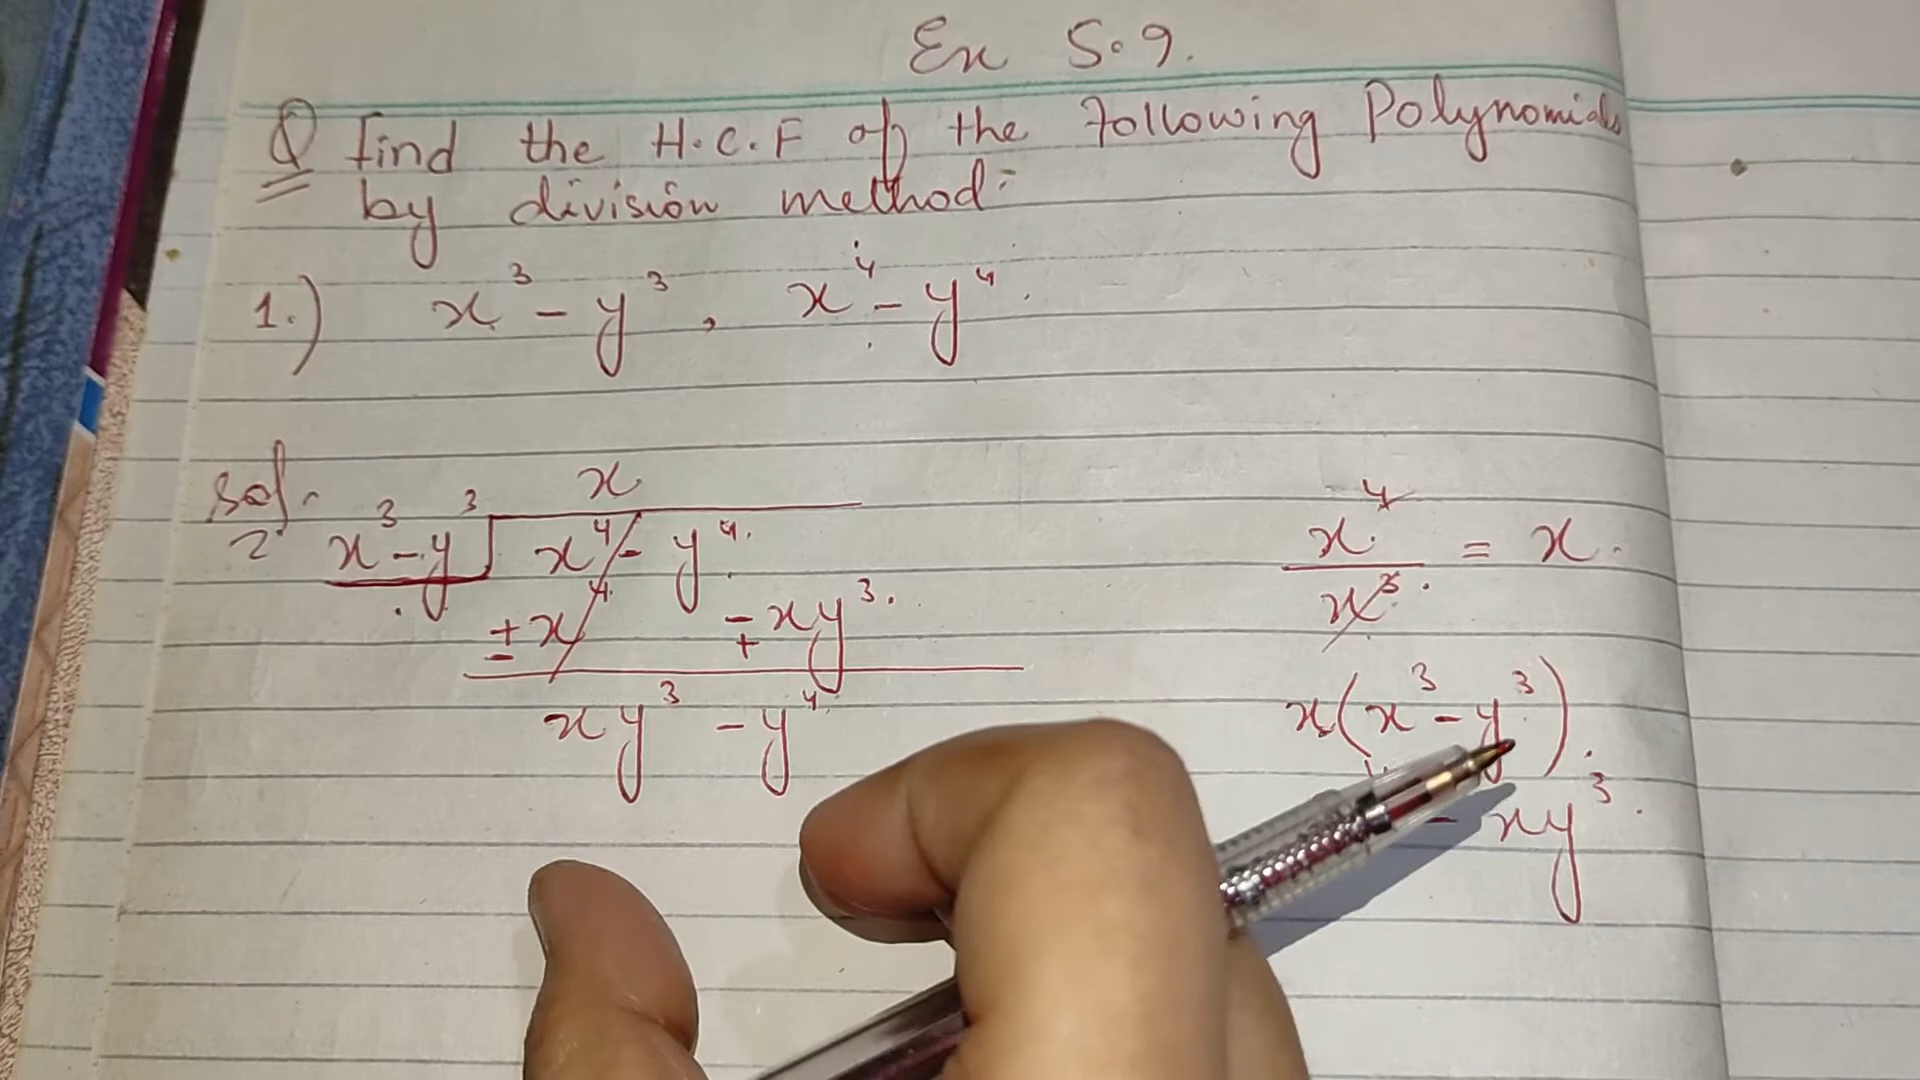 Ex 5.9.
Q find the H.C.F of the following Polynomials
by division method:-
1.) x³ - y³ , x⁴ - y⁴.
Sol.
x
x³ - y³ x⁴ - y⁴.
± x⁴ - xy³.
+
xy³ - y⁴
x⁴
x³ = x.
x(x³ - y³).
- xy³.